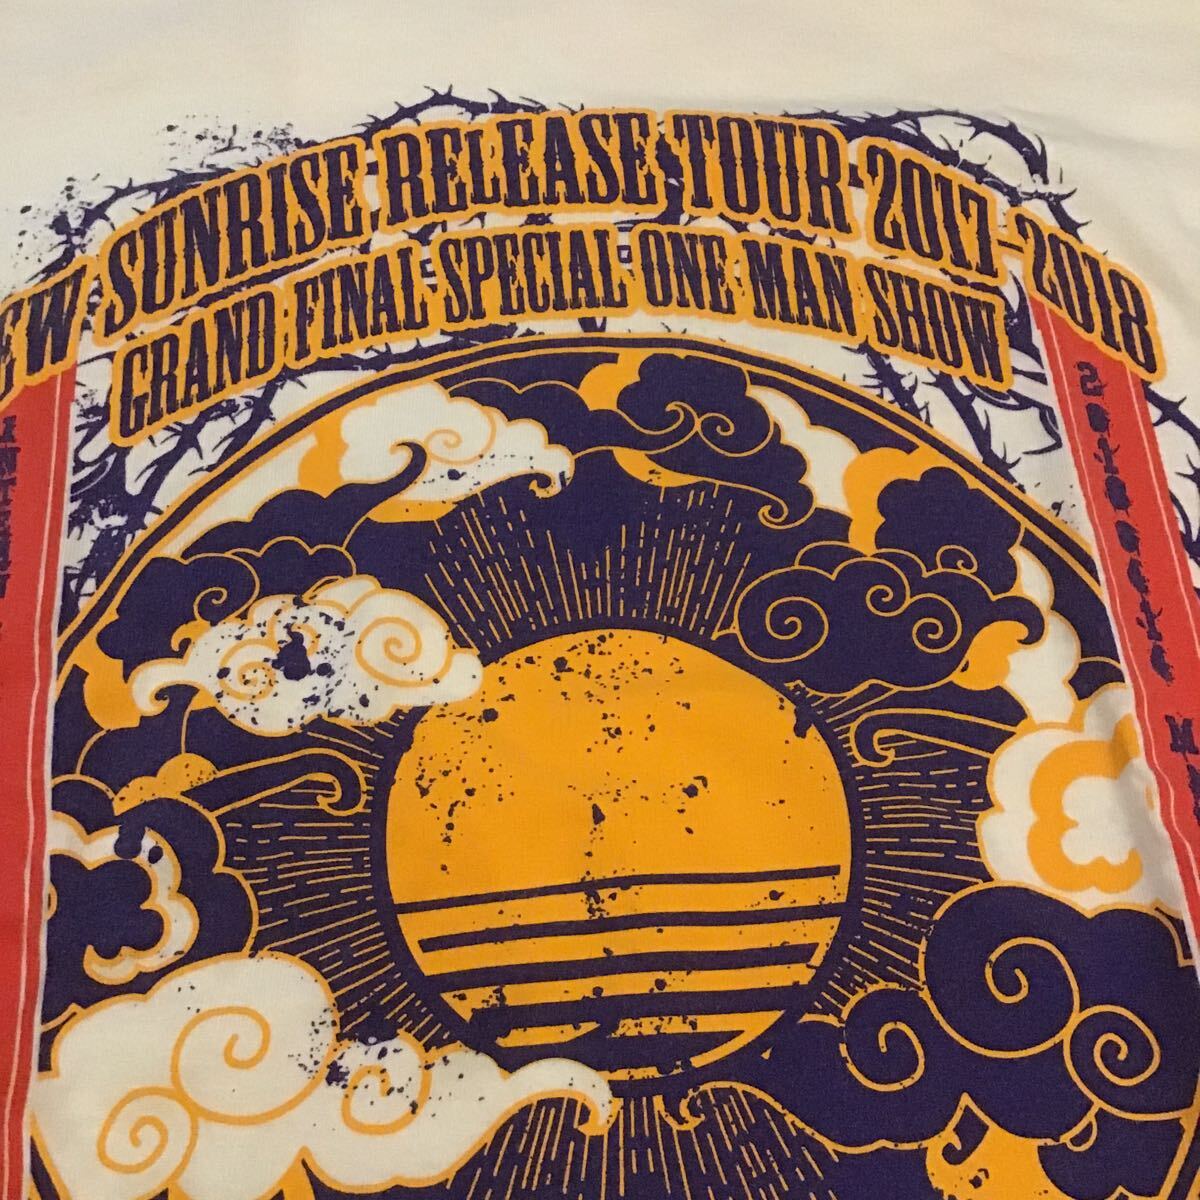 EW SUNRISE RELEASE TOUR 2017-2018
GRAND FINAL SPECIAL ONE MAN SHOW